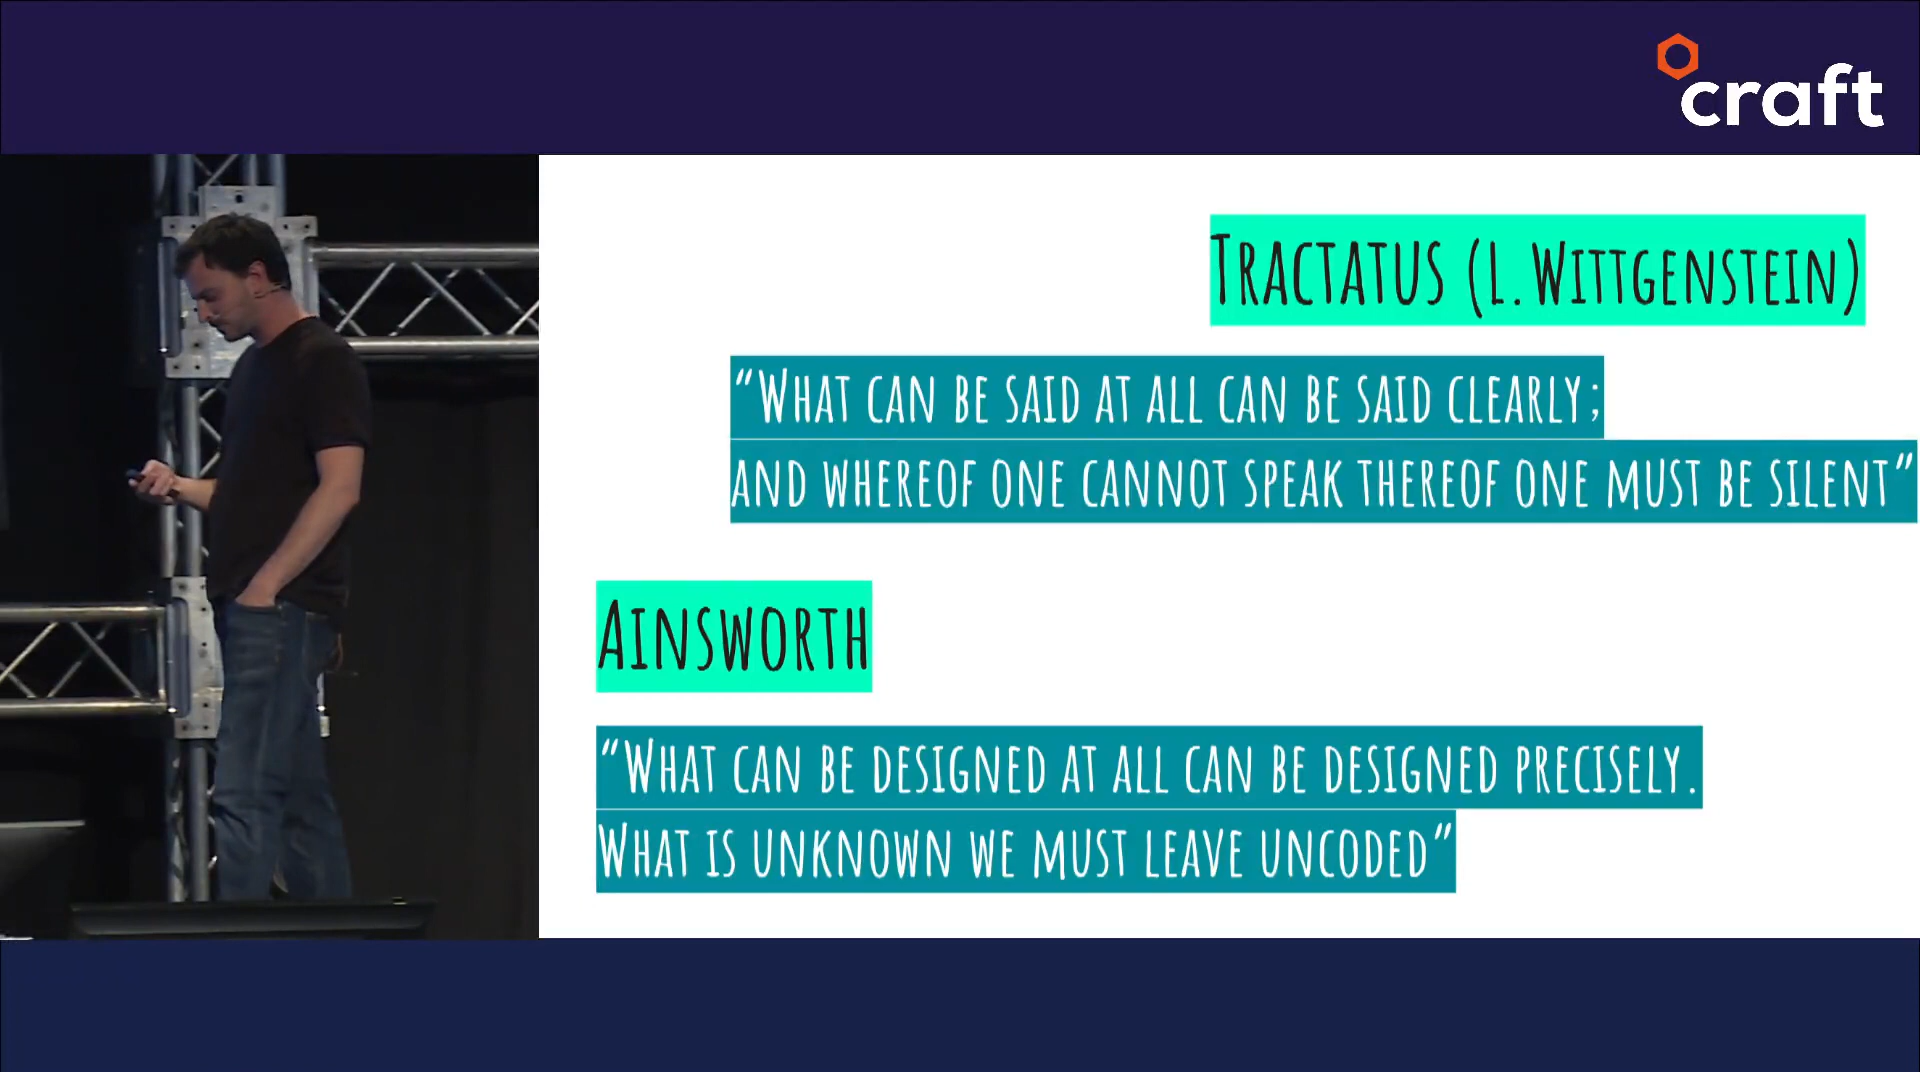 craft
TRACTATUS (L. WITTGENSTEIN)
“WHAT CAN BE SAID AT ALL CAN BE SAID CLEARLY;
AND WHEREOF ONE CANNOT SPEAK THEREOF ONE MUST BE SILENT”
AINSWORTH
“WHAT CAN BE DESIGNED AT ALL CAN BE DESIGNED PRECISELY.
WHAT IS UNKNOWN WE MUST LEAVE UNCODED”